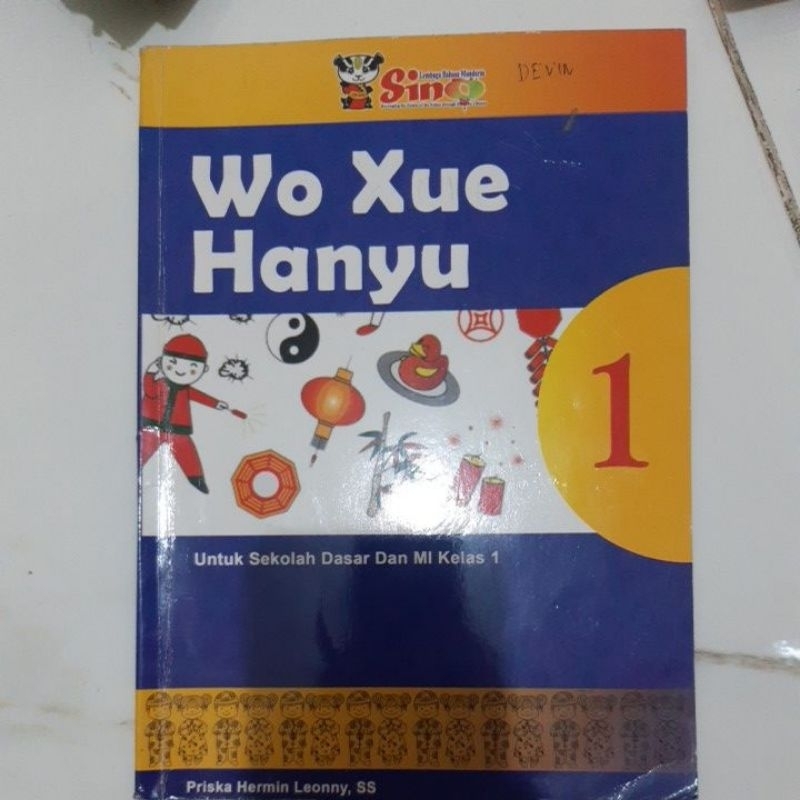 Lembaga Bahasa Mandarin
Sino
DEVIN
Wo Xue
Hanyu
1
Untuk Sekolah Dasar Dan MI Kelas 1
Priska Hermin Leonny, SS